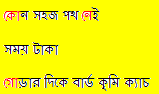 কোন সহজ পথ নেই
সময় টাকা
গোডার দিকে বার্ড কৃমি ক্যাচ